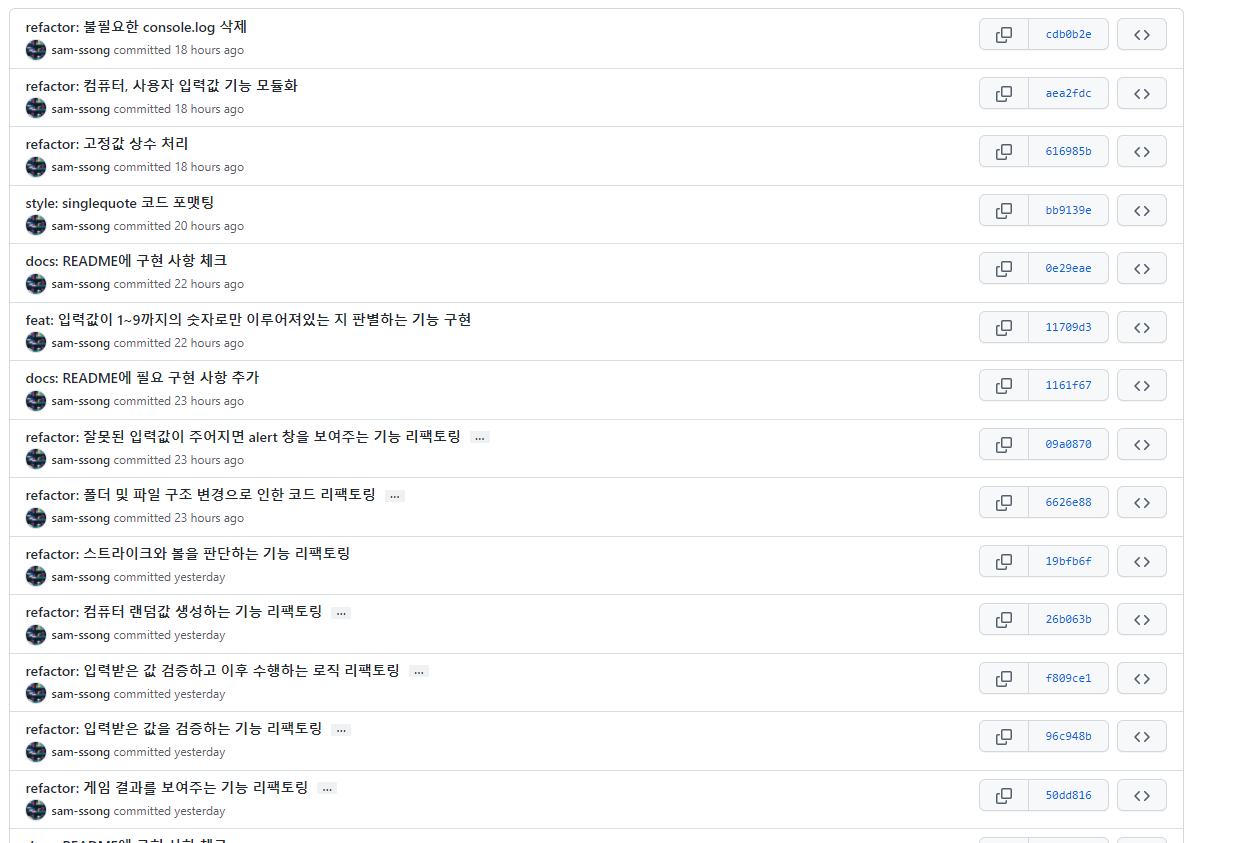 refactor: 불필요한 console.log 삭제
sam-ssong committed 18 hours ago
cdb0b2e
refactor: 컴퓨터, 사용자 입력값 기능 모듈화
sam-ssong committed 18 hours ago
aea2fdc
refactor: 고정값 상수 처리
sam-ssong committed 18 hours ago
616985b
style: singlequote 코드 포맷팅
sam-ssong committed 20 hours ago
bb9139e
docs: README에 구현 사항 체크
sam-ssong committed 22 hours ago
0e29eae
feat: 입력값이 1~9까지의 숫자로만 이루어져있는 지 판별하는 기능 구현
sam-ssong committed 22 hours ago
11709d3
docs: README에 필요 구현 사항 추가
sam-ssong committed 23 hours ago
1161f67
refactor: 잘못된 입력값이 주어지면 alert 창을 보여주는 기능 리팩토링 …
sam-ssong committed 23 hours ago
09a0870
refactor: 폴더 및 파일 구조 변경으로 인한 코드 리팩토링 …
sam-ssong committed 23 hours ago
6626e88
refactor: 스트라이크와 볼을 판단하는 기능 리팩토링
sam-ssong committed yesterday
19bfb6f
refactor: 컴퓨터 랜덤값 생성하는 기능 리팩토링 …
sam-ssong committed yesterday
26b063b
refactor: 입력받은 값 검증하고 이후 수행하는 로직 리팩토링 …
sam-ssong committed yesterday
f809ce1
refactor: 입력받은 값을 검증하는 기능 리팩토링 …
sam-ssong committed yesterday
96c948b
refactor: 게임 결과를 보여주는 기능 리팩토링 …
sam-ssong committed yesterday
50dd816